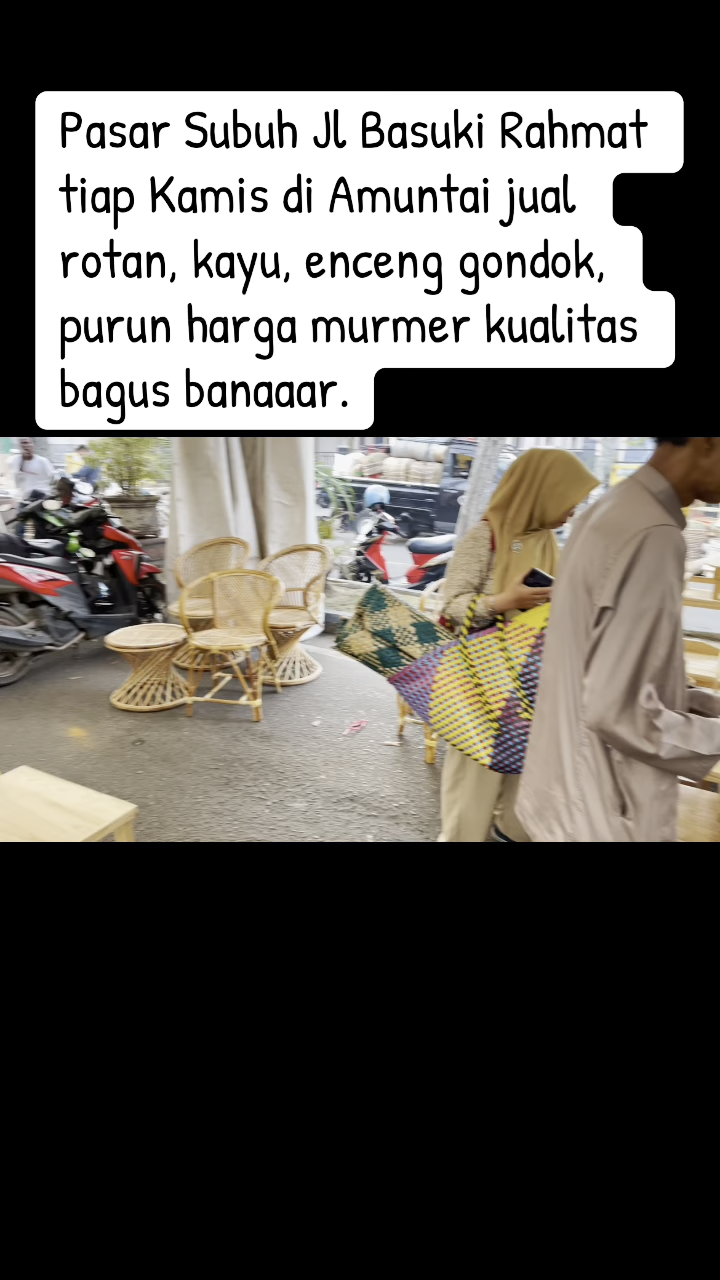 Pasar Subuh Jl Basuki Rahmat
tiap Kamis di Amuntai jual
rotan, kayu, enceng gondok,
purun harga murmer kualitas
bagus banaaar.